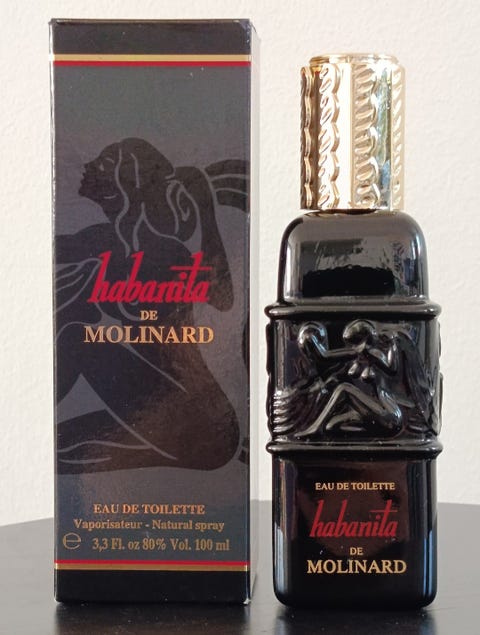 habanita
DE
MOLINARD
EAU DE TOILETTE
Vaporisateur - Natural spray
℮ 3,3 Fl. oz 80% Vol. 100 ml
EAU DE TOILETTE
habanita
DE
MOLINARD